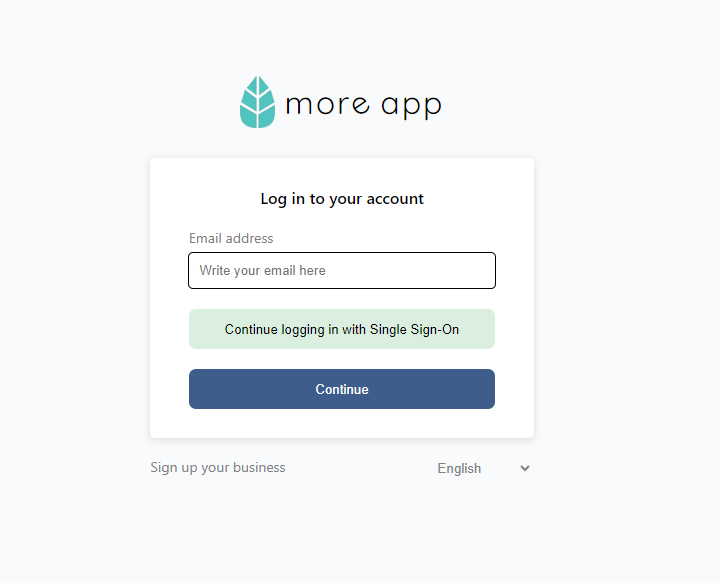 more app
Log in to your account
Email address
Write your email here
Continue logging in with Single Sign-On
Continue
Sign up your business
English